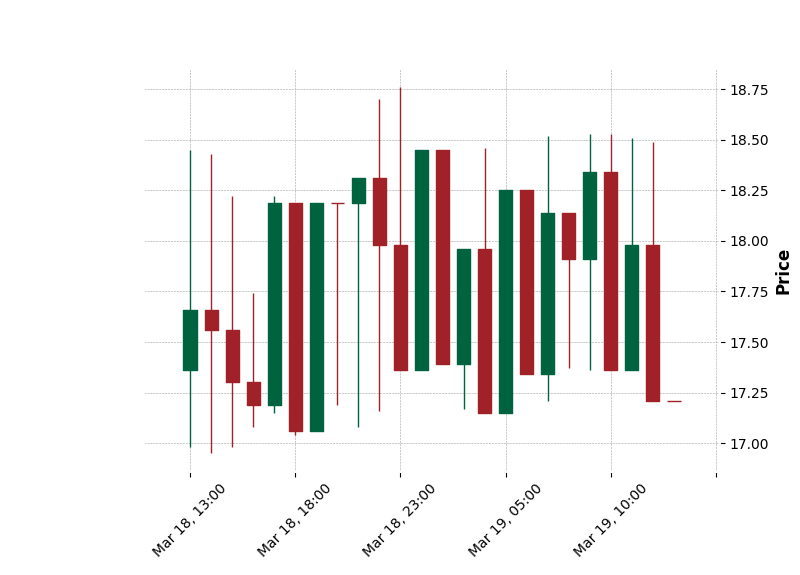 18.75
18.50
18.25
18.00
17.75
17.50
17.25
17.00
Price
Mar 18, 13:00
Mar 18, 18:00
Mar 18, 23:00
Mar 19, 05:00
Mar 19, 10:00